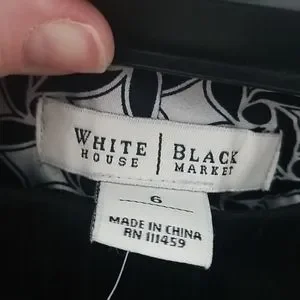 WHITE | BLACK
HOUSE | MARKET
6
MADE IN CHINA
RN 111459